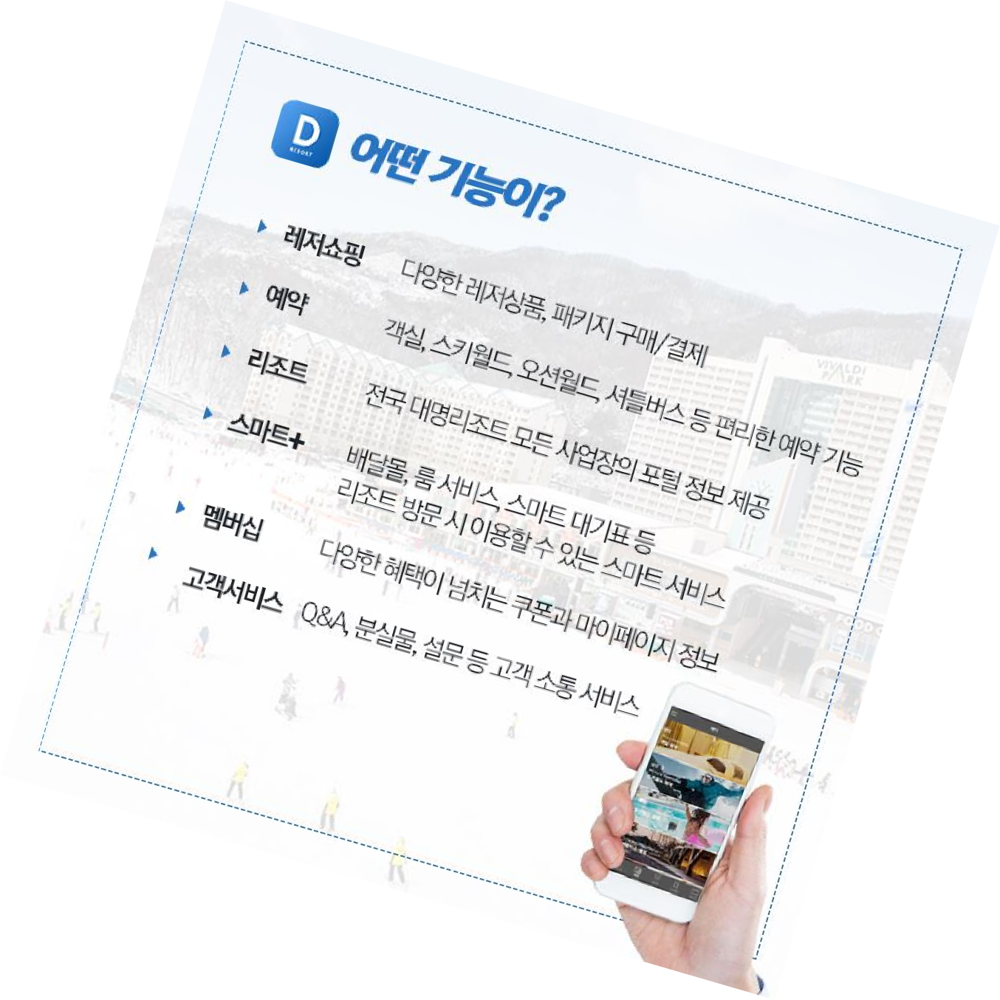 D
RESORT
어떤 기능이?
레저쇼핑 다양한 레저상품, 패키지 구매/결제
예약 객실, 스키월드, 오션월드, 셔틀버스 등 편리한 예약 기능
리조트 전국 대명리조트 모든 사업장의 포털 정보 제공
스마트+ 배달몰, 룸 서비스, 스마트 대기표 등
리조트 방문 시 이용할 수 있는 스마트 서비스
멤버십 다양한 혜택이 넘치는 쿠폰과 마이페이지 정보
고객서비스 Q&A, 분실물, 설문 등 고객 소통 서비스
VIVALDI
PARK